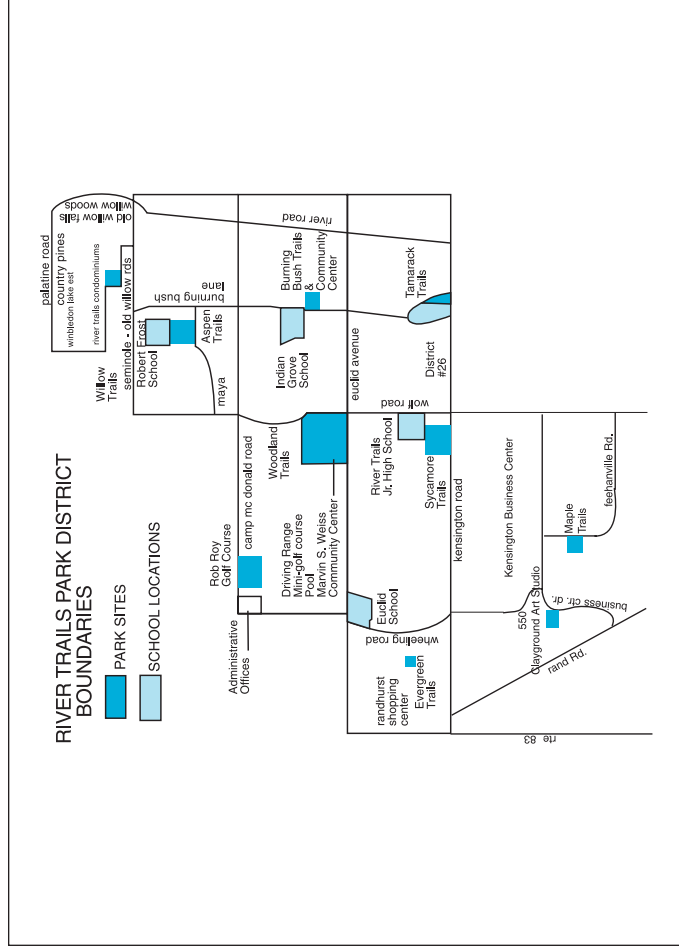 RIVER TRAILS PARK DISTRICT
BOUNDARIES
PARK SITES
SCHOOL LOCATIONS
palatine road
country pines
winbledon lake est
river trails condominiums
old willow falls
willow woods
Willow
Trails
seminole - old willow rds
Robert Frost
School
Aspen
Trails
burning bush
lane
maya
river road
Rob Roy
Golf Course
camp mc donald road
Administrative
Offices
Woodland
Trails
Driving Range
Mini-golf course
Pool
Marvin S. Weiss
Community Center
Indian
Grove
School
Burning
Bush Trails
&
Community
Center
euclid avenue
Euclid
School
wheeling road
randhurst
shopping
center
Evergreen
Trails
River Trails
Jr. High School
Sycamore
Trails
wolf road
District
#26
Tamarack
Trails
kensington road
Kensington Business Center
rte 83
rand Rd.
550
Clayground Art Studio
business ctr. dr.
Maple
Trails
feehanville Rd.